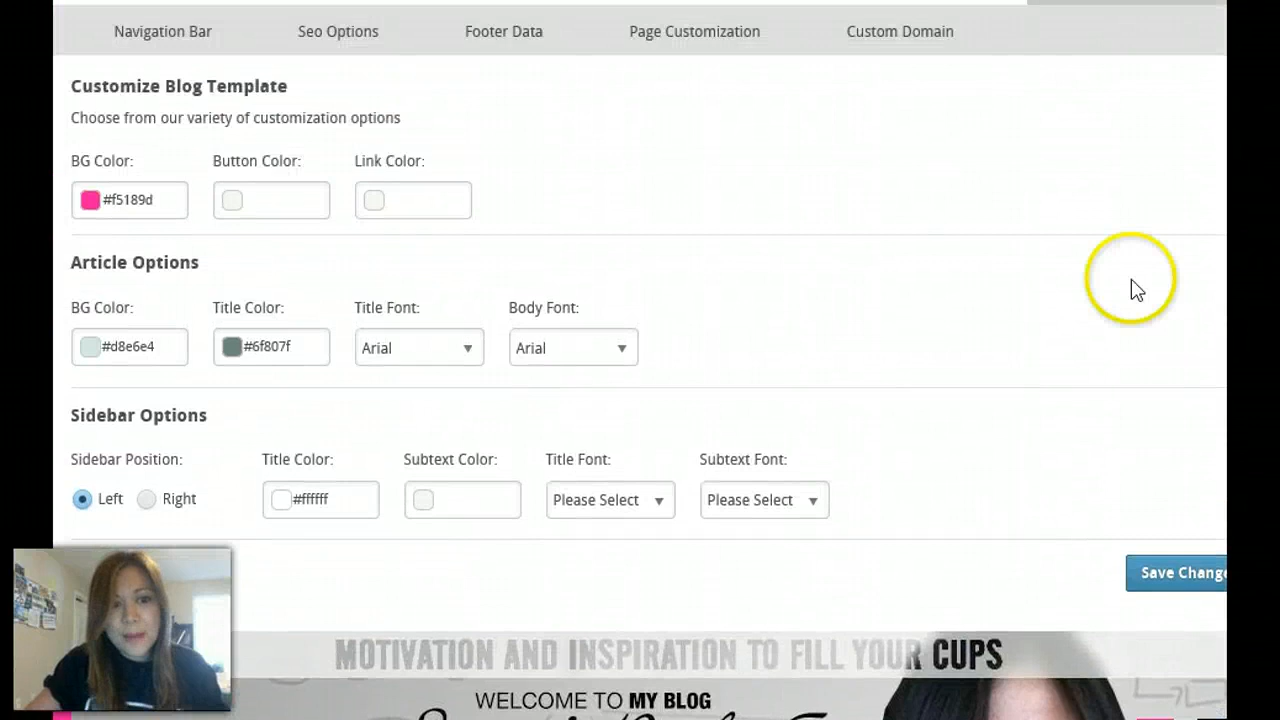 Navigation Bar Seo Options Footer Data Page Customization Custom Domain
Customize Blog Template
Choose from our variety of customization options
BG Color: Button Color: Link Color:
#f5189d
Article Options
BG Color: Title Color: Title Font: Body Font:
#d8e6e4 #6f807f Arial Arial
Sidebar Options
Sidebar Position: Title Color: Subtext Color: Title Font: Subtext Font:
Left Right #ffffff Please Select Please Select
Save Change
MOTIVATION AND INSPIRATION TO FILL YOUR CUPS
WELCOME TO MY BLOG